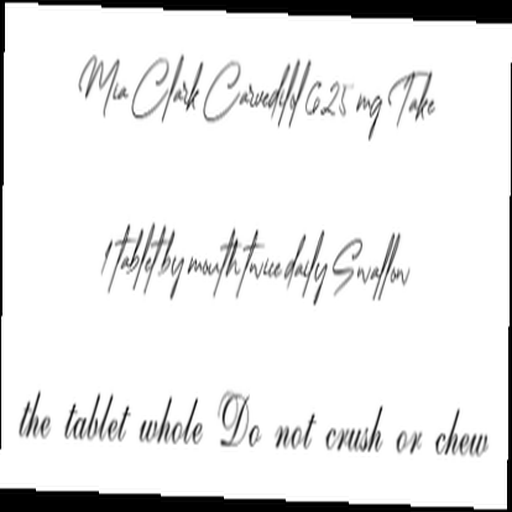 Mia Clark Carvedilol 6.25 mg Take
1 tablet by mouth twice daily Swallow
the tablet whole Do not crush or chew